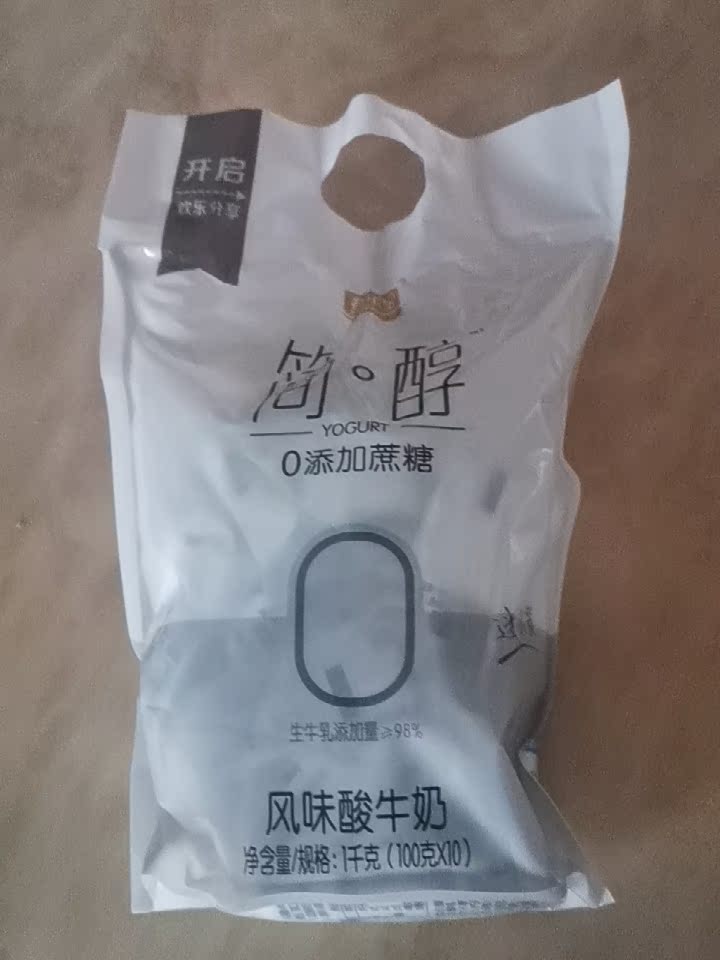 开启
欢乐分享
简·醇
YOGURT
0添加蔗糖
0
生牛乳添加量≥98%
风味酸牛奶
净含量/规格:1千克(100克X10)